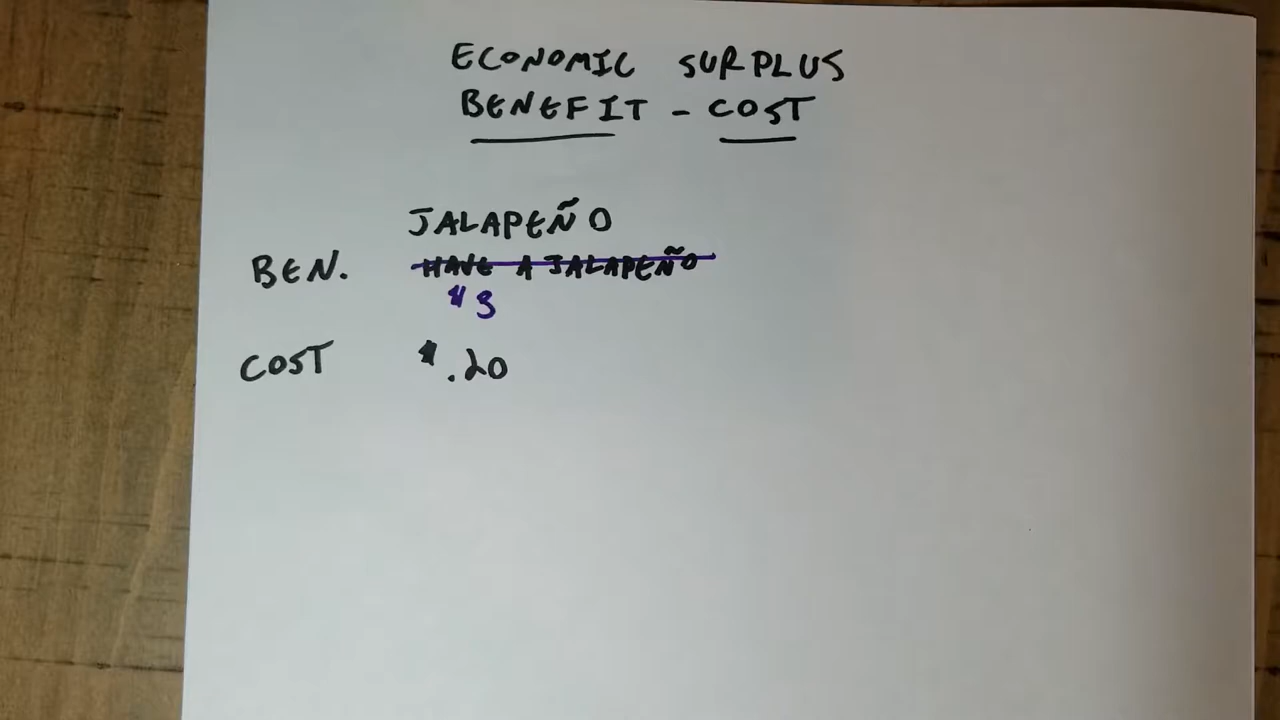 ECONOMIC SURPLUS
BENEFIT - COST
JALAPEÑO
BEN. HAVE A JALAPEÑO
$3
COST $.20